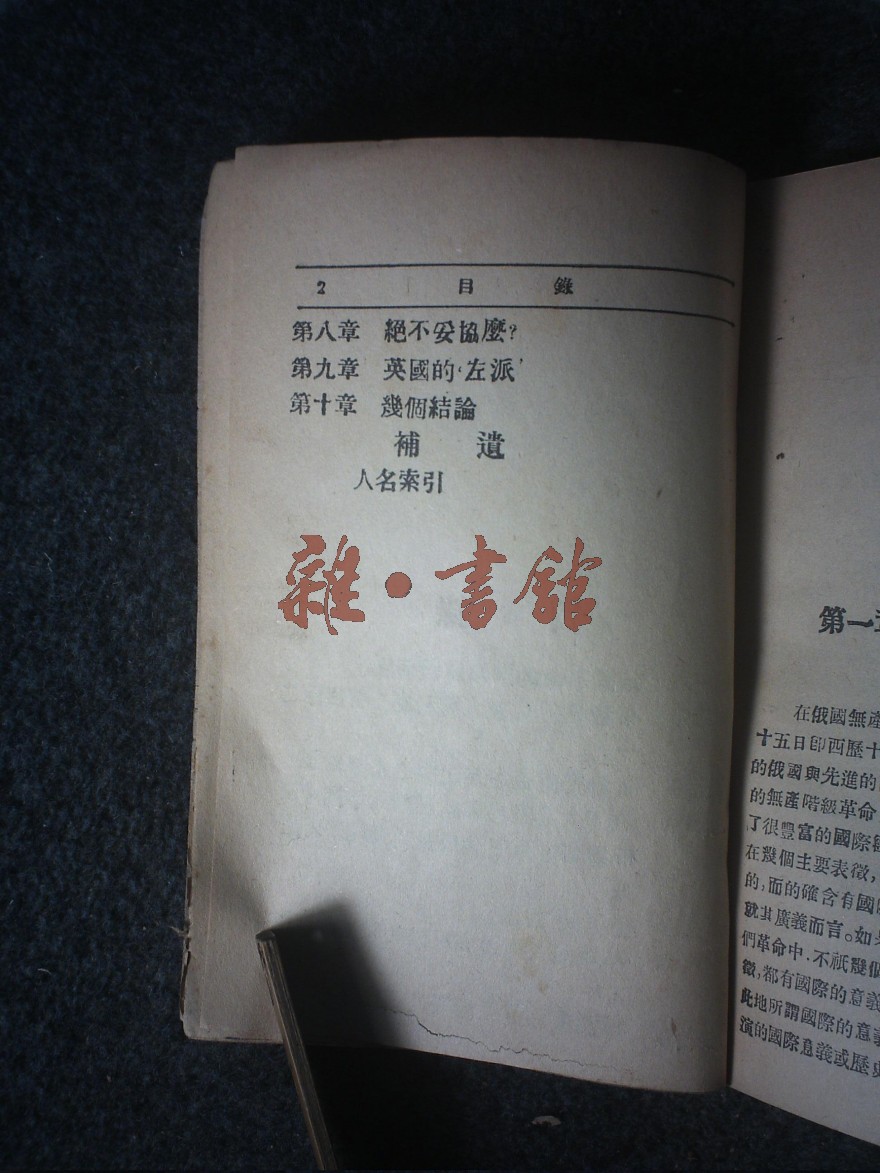 2 目錄
第八章 絕不妥協麼?
第九章 英國的‘左派’
第十章 幾個結論
補遺
人名索引
雜·書館
第一
在俄國無產
十五日卽西歷十
的俄國與先進的
的無產階級革命
了很豐富的國際
在幾個主要表徵,
的,而的確含有國
就其廣義而言。如
們革命中.不祇幾個
徵,都有國際的意義
此地所謂國際的意義
演的國際意義或歷史